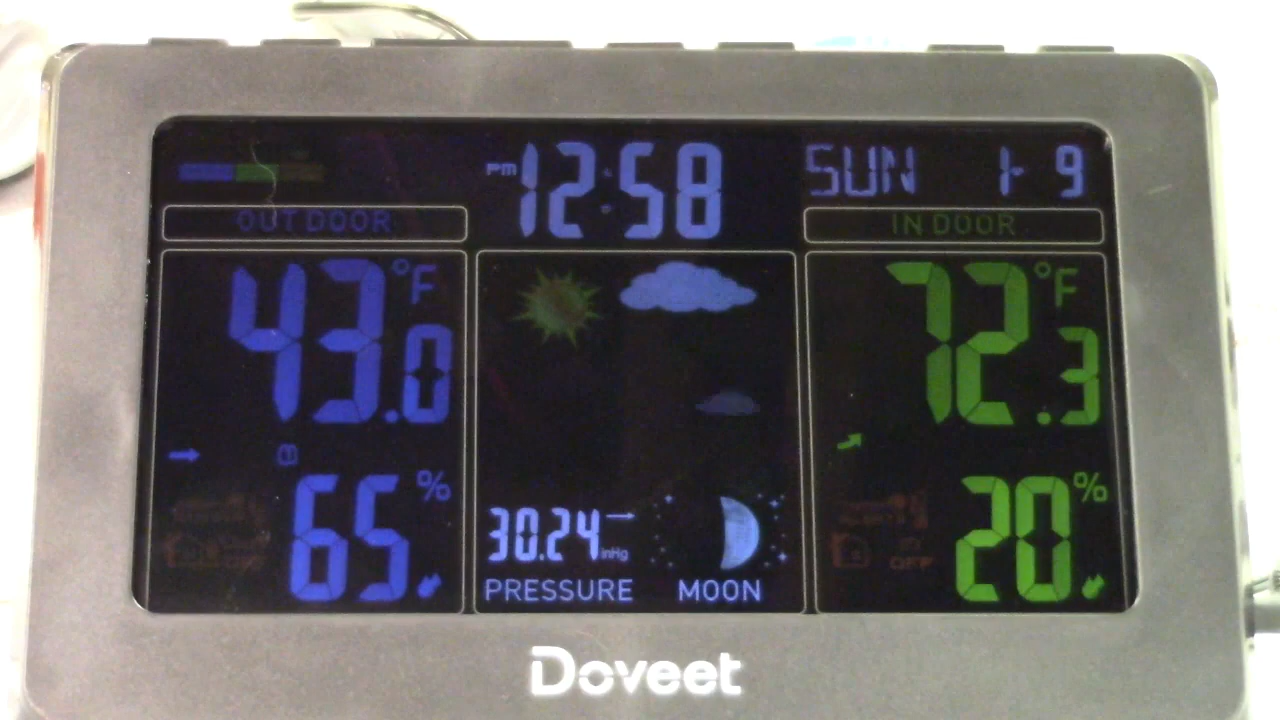 PM 12:58 SUN 1-9
OUTDOOR
INDOOR
43.0 °F
72.3 °F
65 %
20 %
30.24 inHg
PRESSURE
MOON
OFF
Doveet